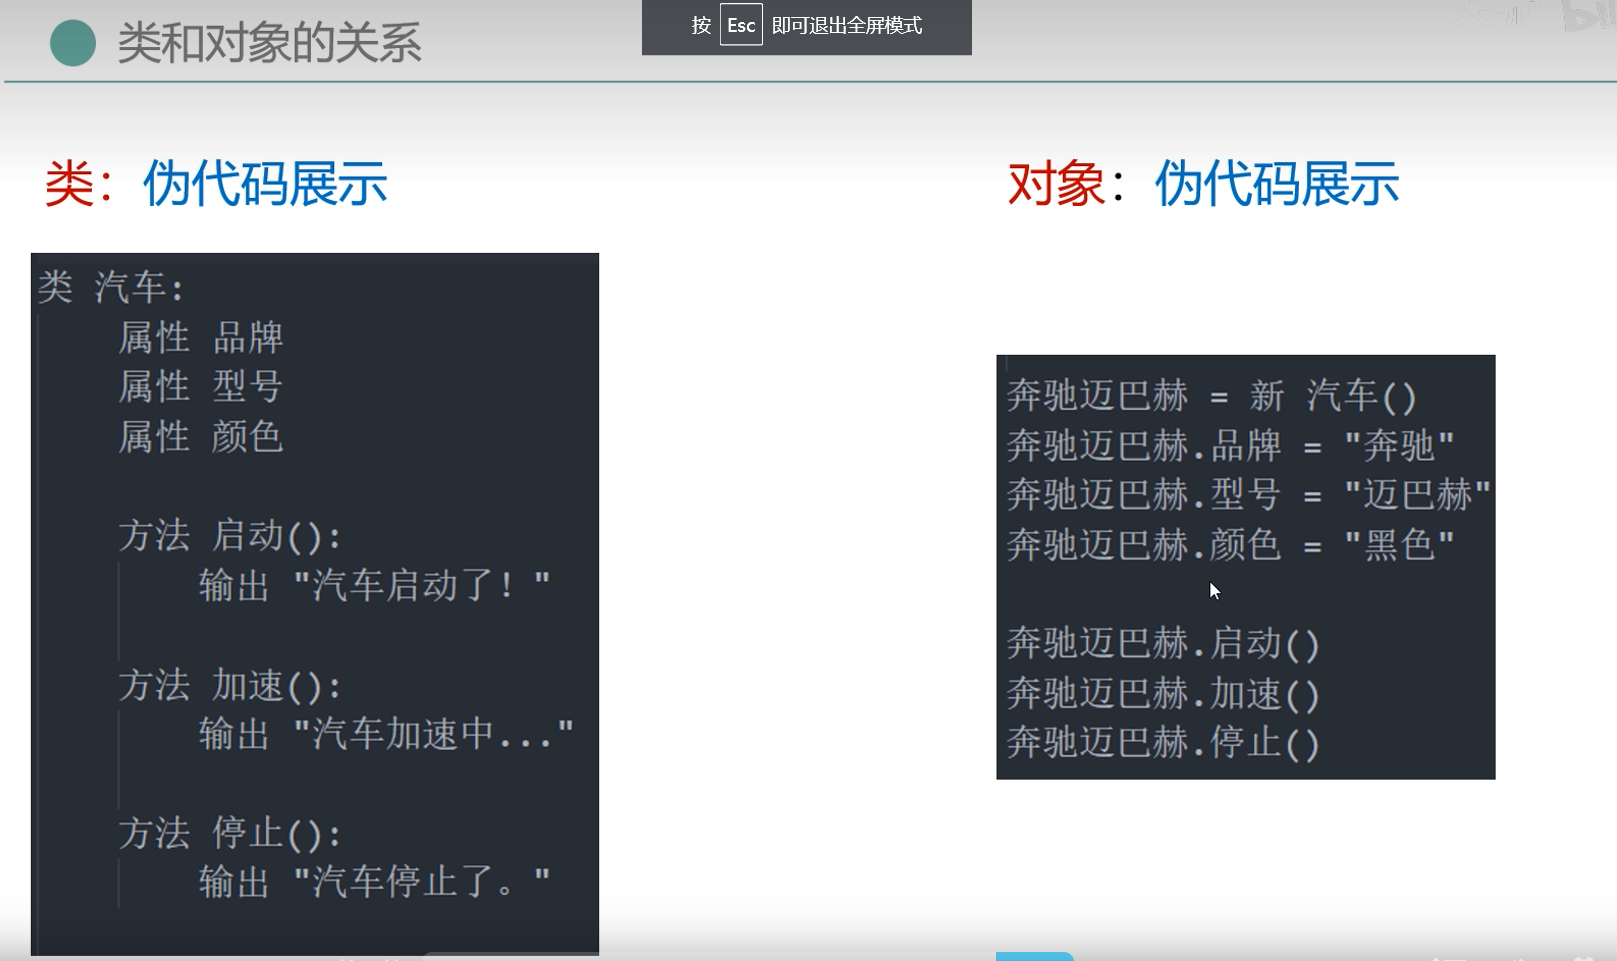 类和对象的关系
按 Esc 即可退出全屏模式
类：伪代码展示
类 汽车:
属性 品牌
属性 型号
属性 颜色
方法 启动():
输出 "汽车启动了！"
方法 加速():
输出 "汽车加速中..."
方法 停止():
输出 "汽车停止了。"
对象：伪代码展示
奔驰迈巴赫 = 新 汽车()
奔驰迈巴赫.品牌 = "奔驰"
奔驰迈巴赫.型号 = "迈巴赫"
奔驰迈巴赫.颜色 = "黑色"
奔驰迈巴赫.启动()
奔驰迈巴赫.加速()
奔驰迈巴赫.停止()